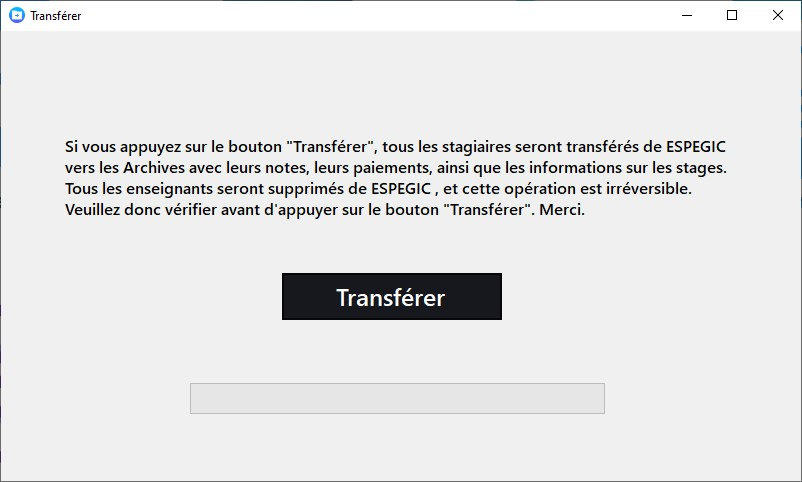 Transférer
Si vous appuyez sur le bouton "Transférer", tous les stagiaires seront transférés de ESPEGIC
vers les Archives avec leurs notes, leurs paiements, ainsi que les informations sur les stages.
Tous les enseignants seront supprimés de ESPEGIC , et cette opération est irréversible.
Veuillez donc vérifier avant d'appuyer sur le bouton "Transférer". Merci.
Transférer